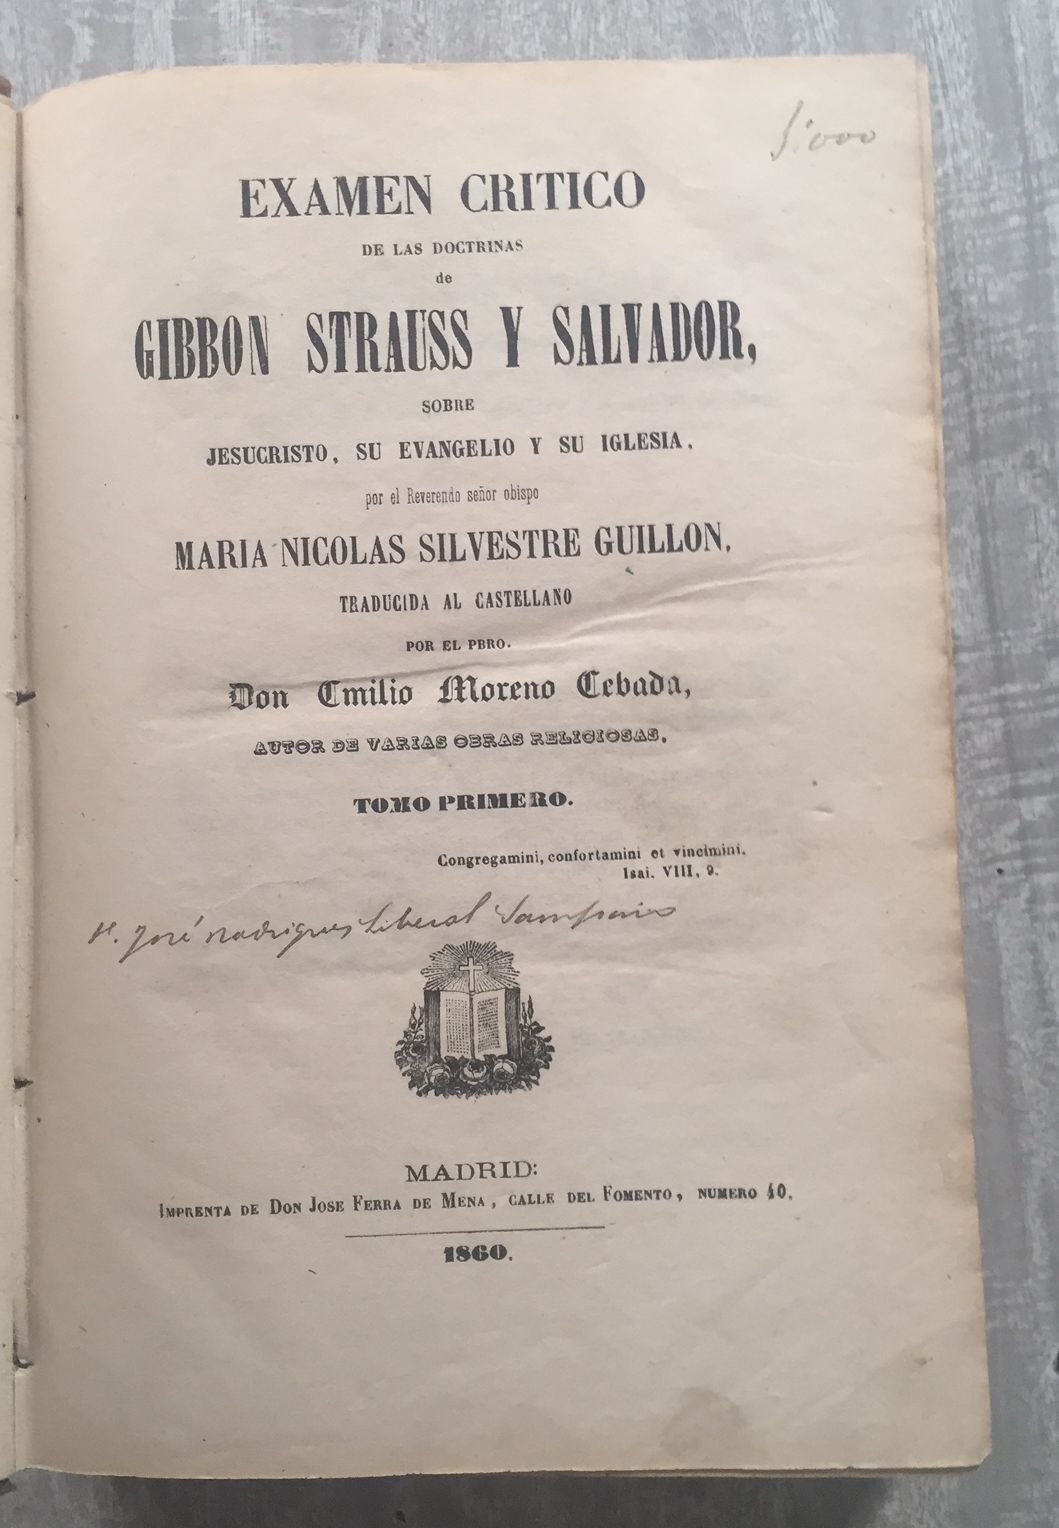 5:000
EXAMEN CRITICO
DE LAS DOCTRINAS
de
GIBBON STRAUSS Y SALVADOR,
SOBRE
JESUCRISTO, SU EVANGELIO Y SU IGLESIA,
por el Reverendo señor obispo
MARIA NICOLAS SILVESTRE GUILLON,
TRADUCIDA AL CASTELLANO
POR EL PBRO.
Don Emilio Moreno Cebada,
AUTOR DE VARIAS OBRAS RELIGIOSAS.
TOMO PRIMERO.
Congregamini, confortamini et vincimini.
Isai. VIII, 9.
José Rodrigues Liberal Sampaio
MADRID:
IMPRENTA DE DON JOSE FERRA DE MENA, CALLE DEL FOMENTO, NUMERO 40.
1860.